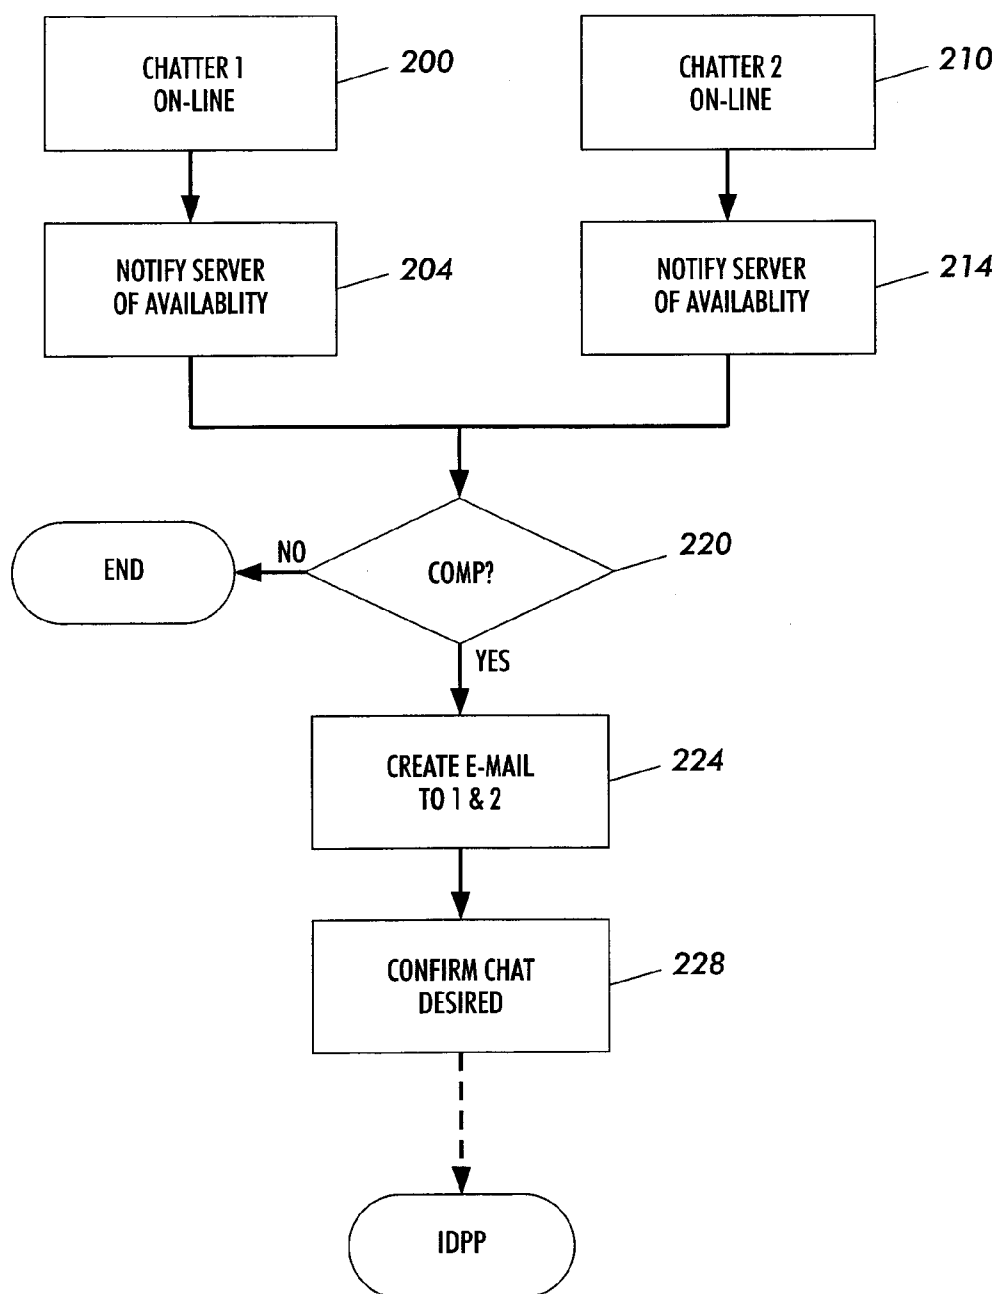 CHATTER 1
ON-LINE
200
CHATTER 2
ON-LINE
210
NOTIFY SERVER
OF AVAILABLITY
204
NOTIFY SERVER
OF AVAILABLITY
214
END
NO
COMP?
220
YES
CREATE E-MAIL
TO 1 & 2
224
CONFIRM CHAT
DESIRED
228
IDPP